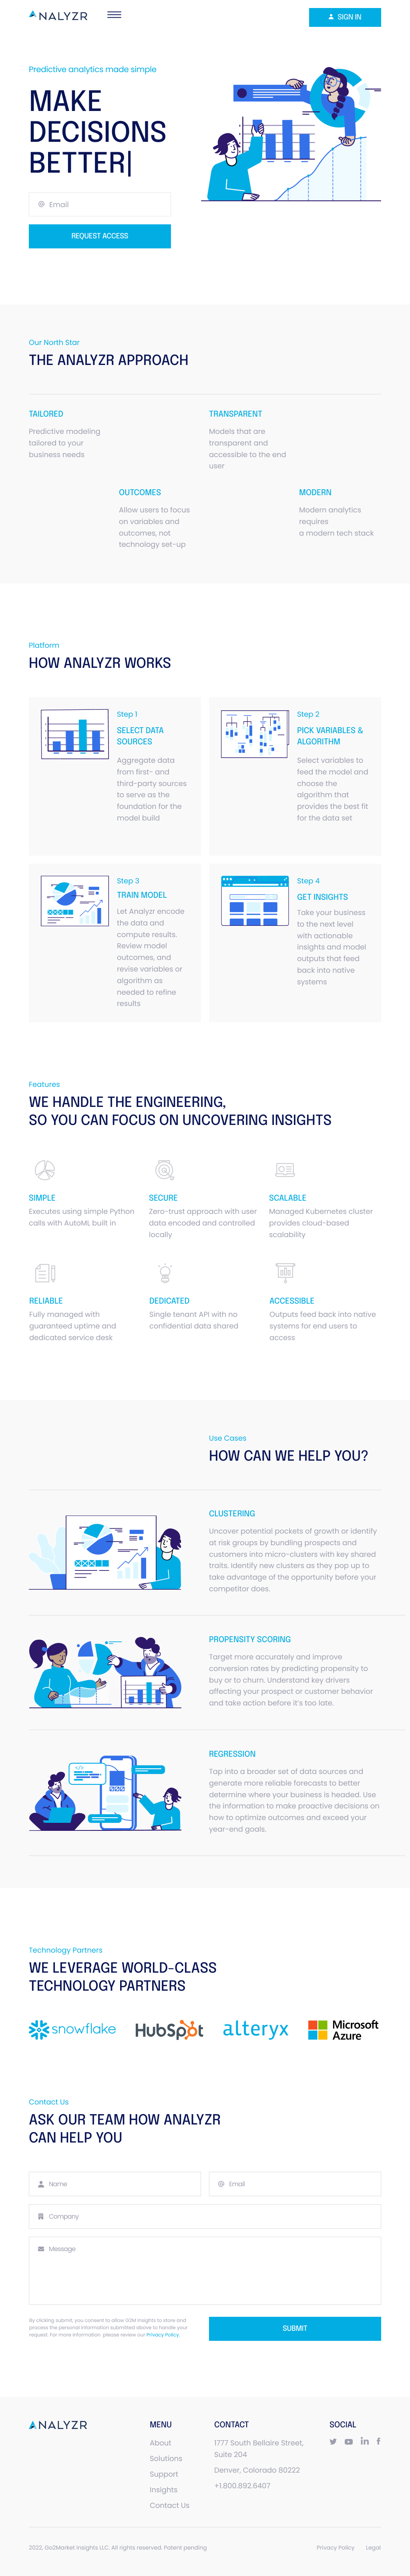 ANALYZR
SIGN IN
Predictive analytics made simple
MAKE
DECISIONS
BETTER|
Email
REQUEST ACCESS
Our North Star
THE ANALYZR APPROACH
TAILORED
Predictive modeling
tailored to your
business needs
TRANSPARENT
Models that are
transparent and
accessible to the end
user
OUTCOMES
Allow users to focus
on variables and
outcomes, not
technology set-up
MODERN
Modern analytics
requires
a modern tech stack
Platform
HOW ANALYZR WORKS
Step 1
SELECT DATA
SOURCES
Aggregate data
from first- and
third-party sources
to serve as the
foundation for the
model build
Step 2
PICK VARIABLES &
ALGORITHM
Select variables to
feed the model and
choose the
algorithm that
provides the best fit
for the data set
Step 3
TRAIN MODEL
Let Analyzr encode
the data and
compute results.
Review model
outcomes, and
revise variables or
algorithm as
needed to refine
results
Step 4
GET INSIGHTS
Take your business
to the next level
with actionable
insights and model
outputs that feed
back into native
systems
Features
WE HANDLE THE ENGINEERING,
SO YOU CAN FOCUS ON UNCOVERING INSIGHTS
SIMPLE
Executes using simple Python
calls with AutoML built in
SECURE
Zero-trust approach with user
data encoded and controlled
locally
SCALABLE
Managed Kubernetes cluster
provides cloud-based
scalability
RELIABLE
Fully managed with
guaranteed uptime and
dedicated service desk
DEDICATED
Single tenant API with no
confidential data shared
ACCESSIBLE
Outputs feed back into native
systems for end users to
access
Use Cases
HOW CAN WE HELP YOU?
CLUSTERING
Uncover potential pockets of growth or identify
at risk groups by bundling prospects and
customers into micro-clusters with key shared
traits. Identify new clusters as they pop up to
take advantage of the opportunity before your
competitor does.
PROPENSITY SCORING
Target more accurately and improve
conversion rates by predicting propensity to
buy or to churn. Understand key drivers
affecting your prospect or customer behavior
and take action before it's too late.
REGRESSION
Tap into a broader set of data sources and
generate more reliable forecasts to better
determine where your business is headed. Use
the information to make proactive decisions on
how to optimize outcomes and exceed your
year-end goals.
Technology Partners
WE LEVERAGE WORLD-CLASS
TECHNOLOGY PARTNERS
snowflake
HubSpot
alteryx
Microsoft
Azure
Contact Us
ASK OUR TEAM HOW ANALYZR
CAN HELP YOU
Name
Email
Company
Message
By clicking submit, you consent to allow G2M Insights to store and
process the personal information submitted above to handle your
request. For more information please review our Privacy Policy.
SUBMIT
ANALYZR
MENU
About
Solutions
Support
Insights
Contact Us
CONTACT
1777 South Bellaire Street,
Suite 204
Denver, Colorado 80222
+1.800.892.6407
SOCIAL
2022, Go2Market Insights LLC. All rights reserved. Patent pending
Privacy Policy
Legal